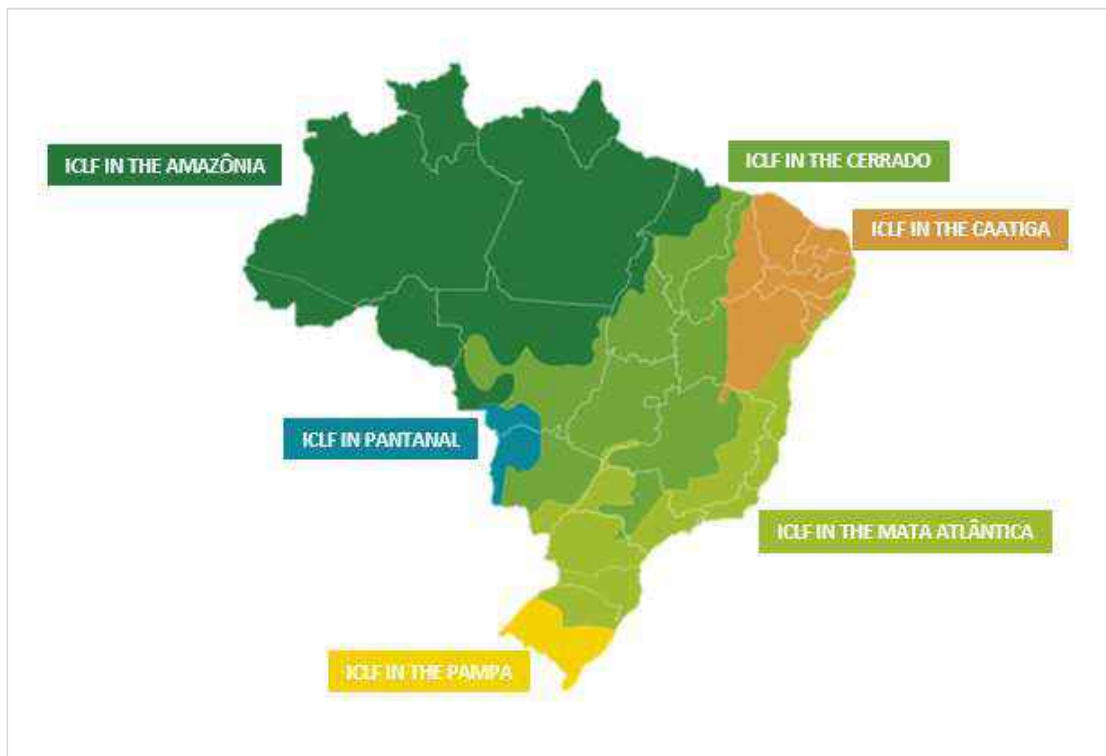 ICLF IN THE AMAZÔNIA
ICLF IN THE CERRADO
ICLF IN THE CAATIGA
ICLF IN PANTANAL
ICLF IN THE MATA ATLÂNTICA
ICLF IN THE PAMPA